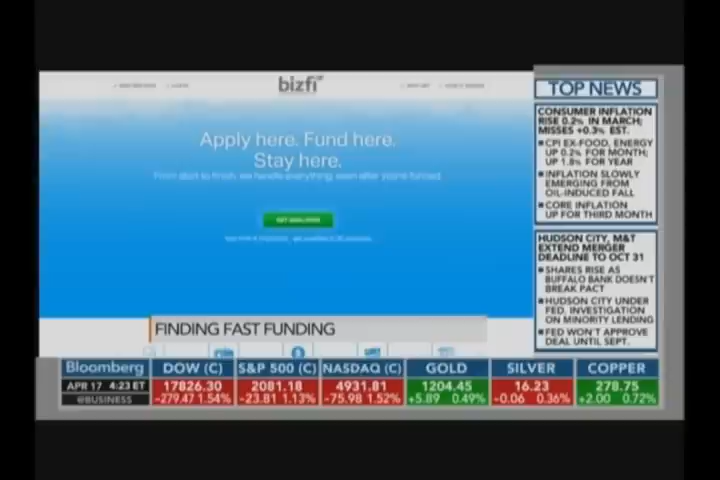 bizfi
Apply here. Fund here.
Stay here.
From start to finish, we handle everything even after you're funded
TOP NEWS
CONSUMER INFLATION
RISE 0.2% IN MARCH;
MISSES +0.3% EST.
CPI EX-FOOD, ENERGY
UP 0.2% FOR MONTH;
UP 1.8% FOR YEAR
INFLATION SLOWLY
EMERGING FROM
OIL-INDUCED FALL
CORE INFLATION
UP FOR THIRD MONTH
HUDSON CITY, M&T
EXTEND MERGER
DEADLINE TO OCT 31
SHARES RISE AS
BUFFALO BANK DOESN'T
BREAK PACT
HUDSON CITY UNDER
FED. INVESTIGATION
ON MINORITY LENDING
FED WON'T APPROVE
DEAL UNTIL SEPT.
FINDING FAST FUNDING
Bloomberg DOW (C) S&P 500 (C) NASDAQ (C) GOLD SILVER COPPER
APR 17 4:23 ET 17826.30 2081.18 4931.81 1204.45 16.23 278.75
@BUSINESS -279.47 1.54% -23.81 1.13% -75.98 1.52% +5.89 0.49% -0.06 0.36% +2.00 0.72%